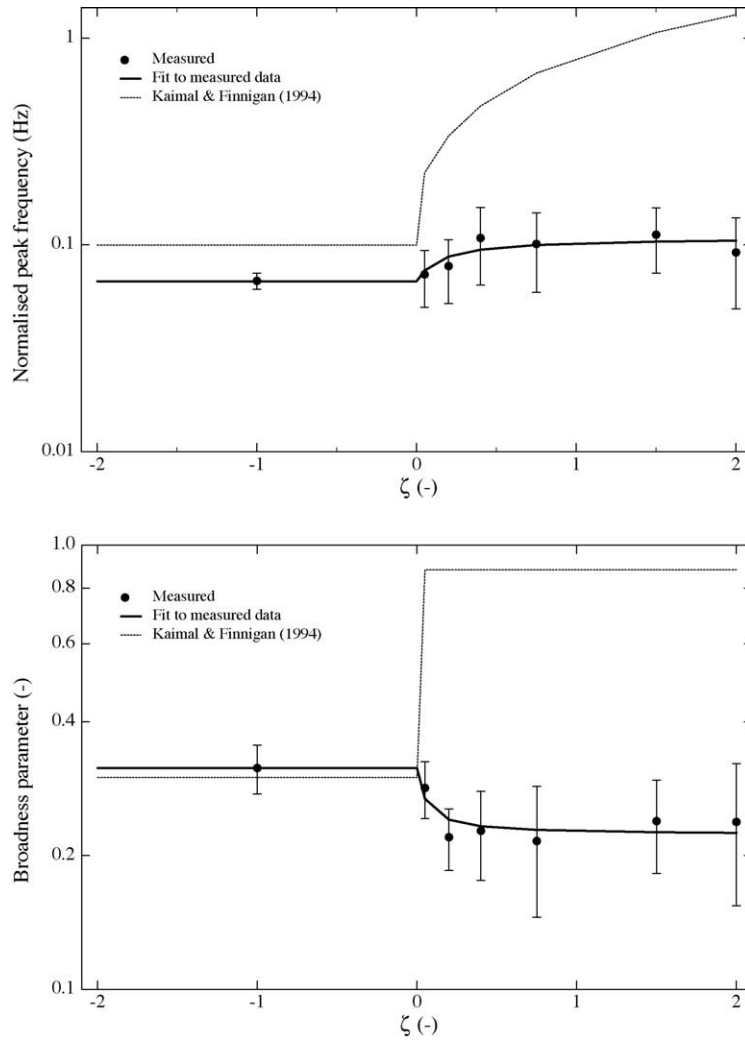 1
Measured
Fit to measured data
Kaimal & Finnigan (1994)
Normalised peak frequency (Hz)
0.1
0.01
-2 -1 0 1 2
ζ (-)
1.0
0.8
Measured
Fit to measured data
Kaimal & Finnigan (1994)
Broadness parameter (-)
0.4
0.2
0.1
-2 -1 0 1 2
ζ (-)